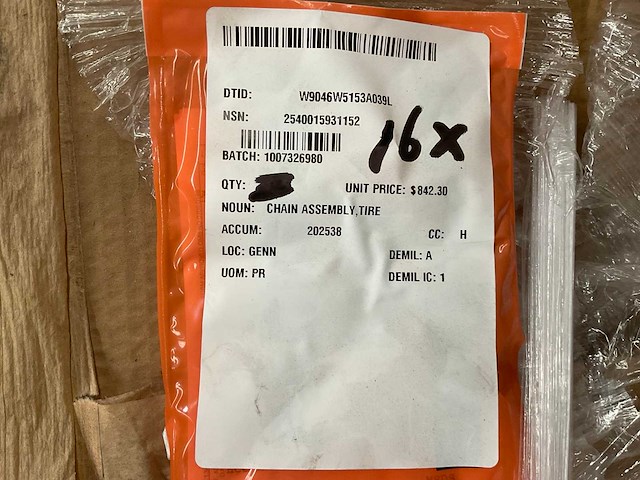 DTID: W9046W5153A039L
NSN: 2540015931152
16x
BATCH: 1007326980
QTY: UNIT PRICE: $842.30
NOUN: CHAIN ASSEMBLY,TIRE
ACCUM: 202538 CC: H
LOC: GENN DEMIL: A
UOM: PR DEMIL IC: 1